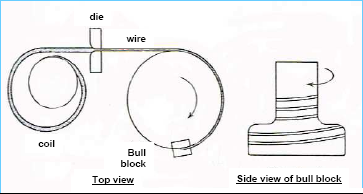 die
wire
coil
Bull
block
Top view
Side view of bull block